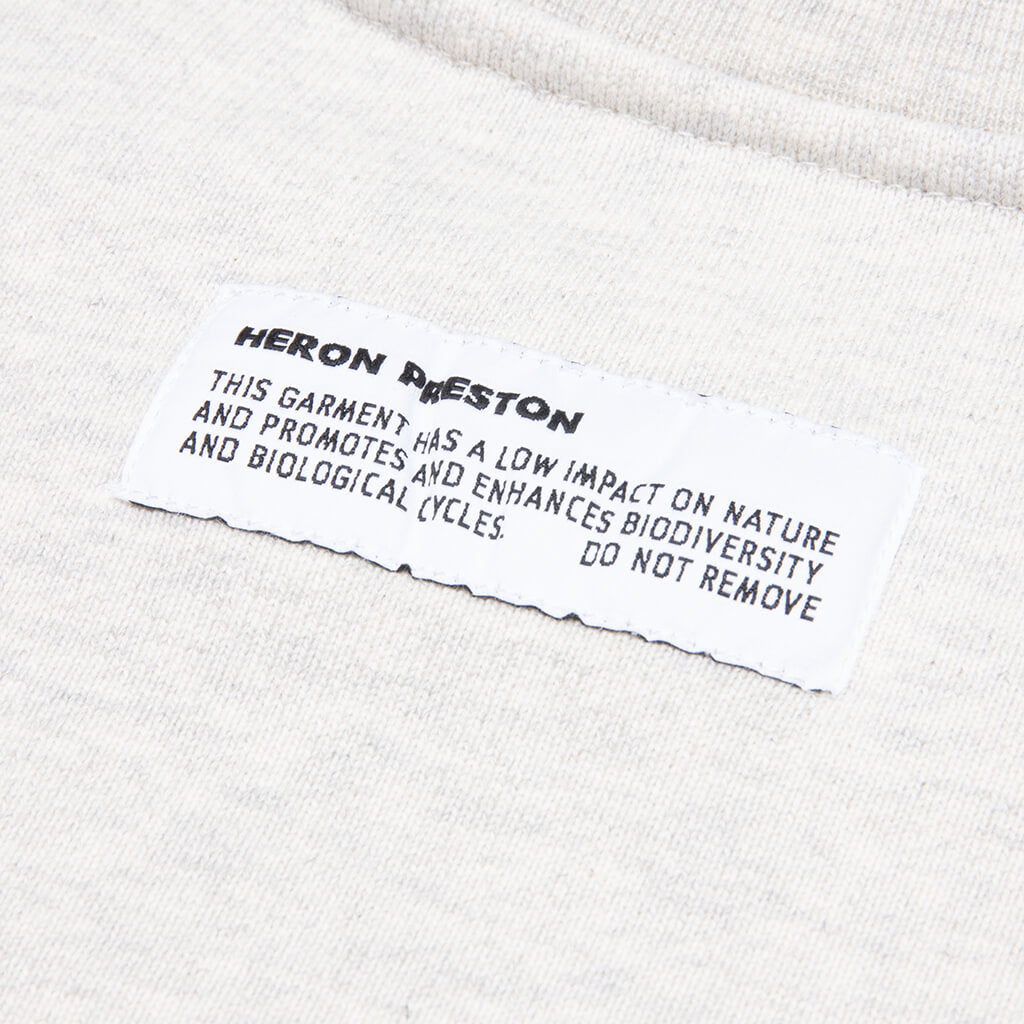 HERON PRESTON
THIS GARMENT HAS A LOW IMPACT ON NATURE
AND PROMOTES AND ENHANCES BIODIVERSITY
AND BIOLOGICAL CYCLES. DO NOT REMOVE